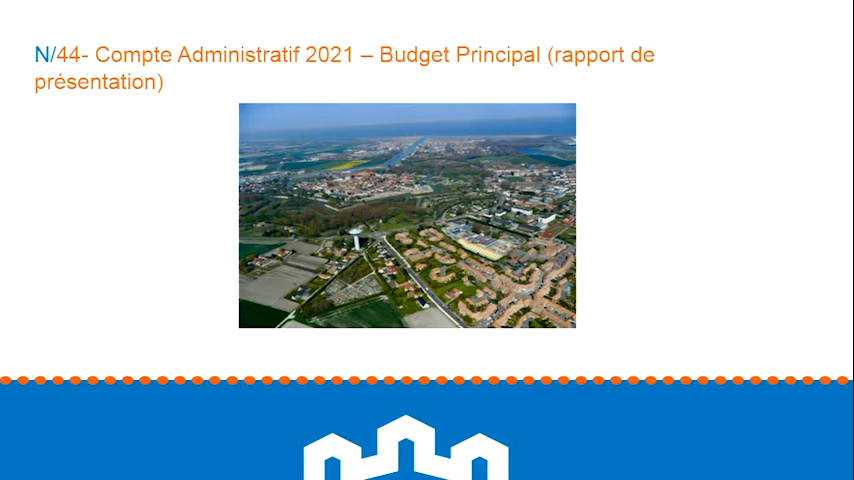 N/44- Compte Administratif 2021 – Budget Principal (rapport de
présentation)